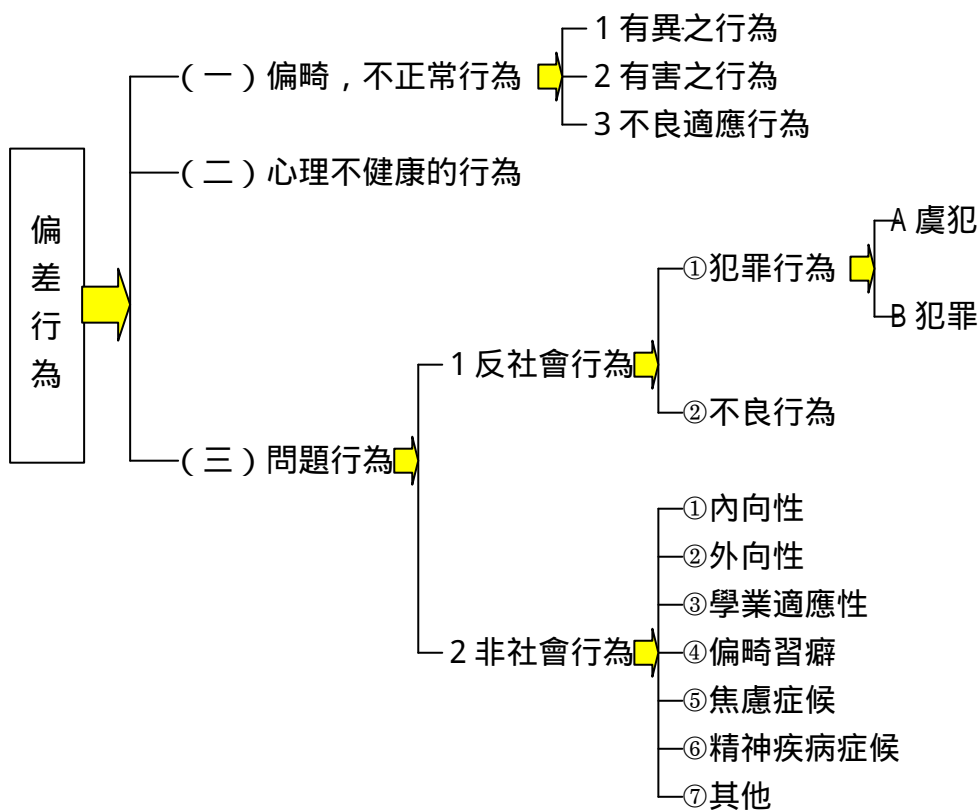 偏差行為
(一)偏畸，不正常行為
1 有異之行為
2 有害之行為
3 不良適應行為
(二)心理不健康的行為
(三)問題行為
1 反社會行為
①犯罪行為
A 虞犯
B 犯罪
②不良行為
2 非社會行為
①內向性
②外向性
③學業適應性
④偏畸習癖
⑤焦慮症候
⑥精神疾病症候
⑦其他